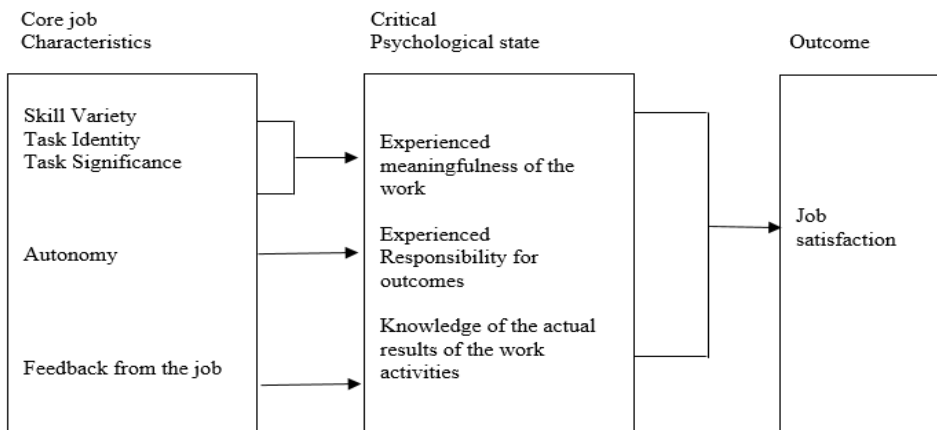 Core job
Characteristics
Critical
Psychological state
Outcome
Skill Variety
Task Identity
Task Significance
Autonomy
Feedback from the job
Experienced
meaningfulness of the
work
Experienced
Responsibility for
outcomes
Knowledge of the actual
results of the work
activities
Job
satisfaction